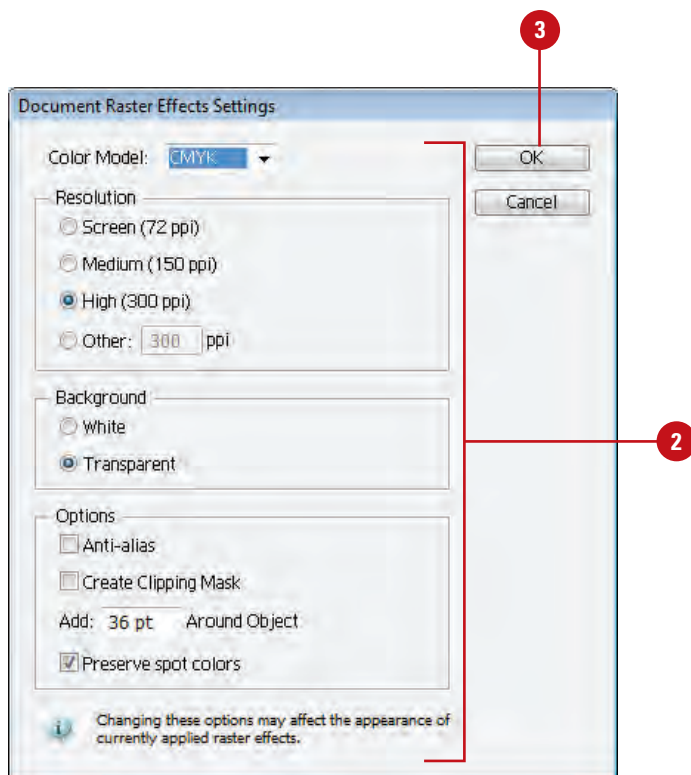 3
Document Raster Effects Settings
Color Model: CMYK
OK
Resolution
Cancel
Screen (72 ppi)
Medium (150 ppi)
High (300 ppi)
Other: 300 ppi
Background
White
2
Transparent
Options
Anti-alias
Create Clipping Mask
Add: 36 pt Around Object
Preserve spot colors
Changing these options may affect the appearance of
currently applied raster effects.